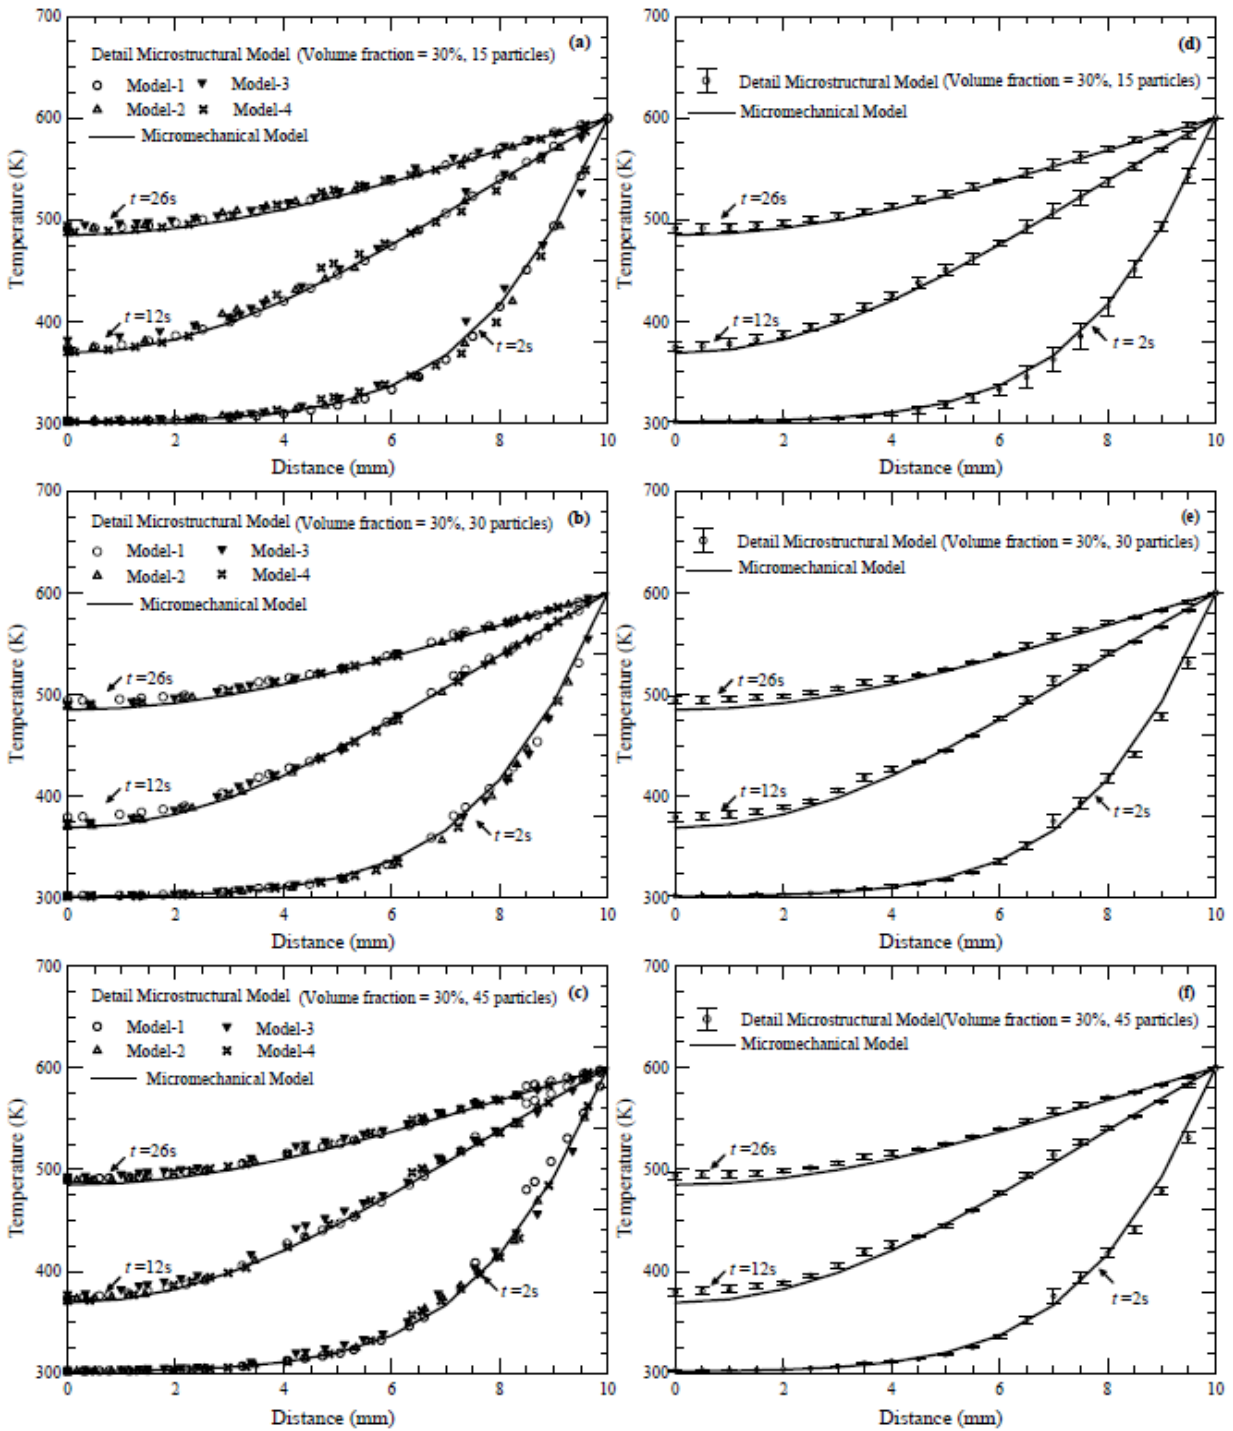 700
600
500
400
300
Temperature (K)
(a)
Detail Microstructural Model (Volume fraction = 30%, 15 particles)
Model-1 Model-3
Model-2 Model-4
Micromechanical Model
t =26s
t =12s
t =2s
0 2 4 6 8 10
Distance (mm)
700
600
500
400
300
Temperature (K)
(d)
Detail Microstructural Model (Volume fraction = 30%, 15 particles)
Micromechanical Model
t =26s
t =12s
t = 2s
0 2 4 6 8 10
Distance (mm)
700
600
500
400
300
Temperature (K)
(b)
Detail Microstructural Model (Volume fraction = 30%, 30 particles)
Model-1 Model-3
Model-2 Model-4
Micromechanical Model
t =26s
t =12s
t =2s
0 2 4 6 8 10
Distance (mm)
700
600
500
400
300
Temperature (K)
(e)
Detail Microstructural Model (Volume fraction = 30%, 30 particles)
Micromechanical Model
t =26s
t =12s
t =2s
0 2 4 6 8 10
Distance (mm)
700
600
500
400
300
Temperature (K)
(c)
Detail Microstructural Model (Volume fraction = 30%, 45 particles)
Model-1 Model-3
Model-2 Model-4
Micromechanical Model
t =26s
t =12s
t =2s
0 2 4 6 8 10
Distance (mm)
700
600
500
400
300
Temperature (K)
(f)
Detail Microstructural Model(Volume fraction = 30%, 45 particles)
Micromechanical Model
t =26s
t =12s
t =2s
0 2 4 6 8 10
Distance (mm)